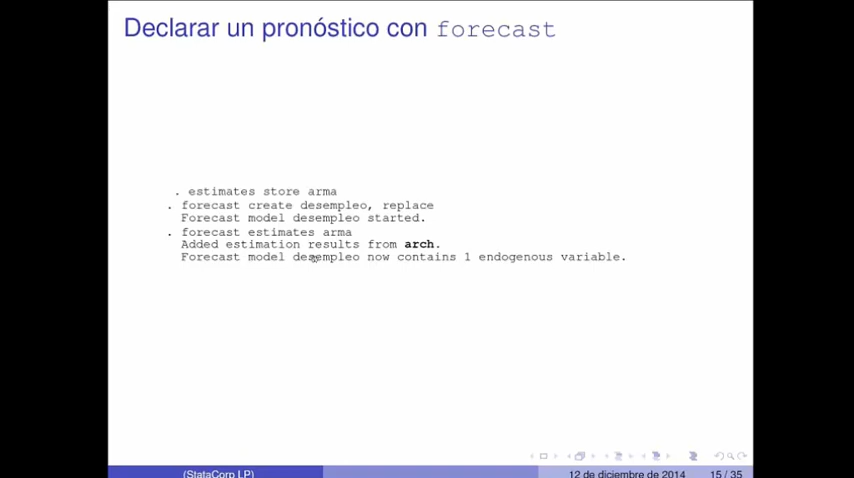 Declarar un pronóstico con forecast
. estimates store arma
. forecast create desempleo, replace
Forecast model desempleo started.
. forecast estimates arma
Added estimation results from arch.
Forecast model desempleo now contains 1 endogenous variable.
(StataCorp LP)
12 de diciembre de 2014
15 / 35